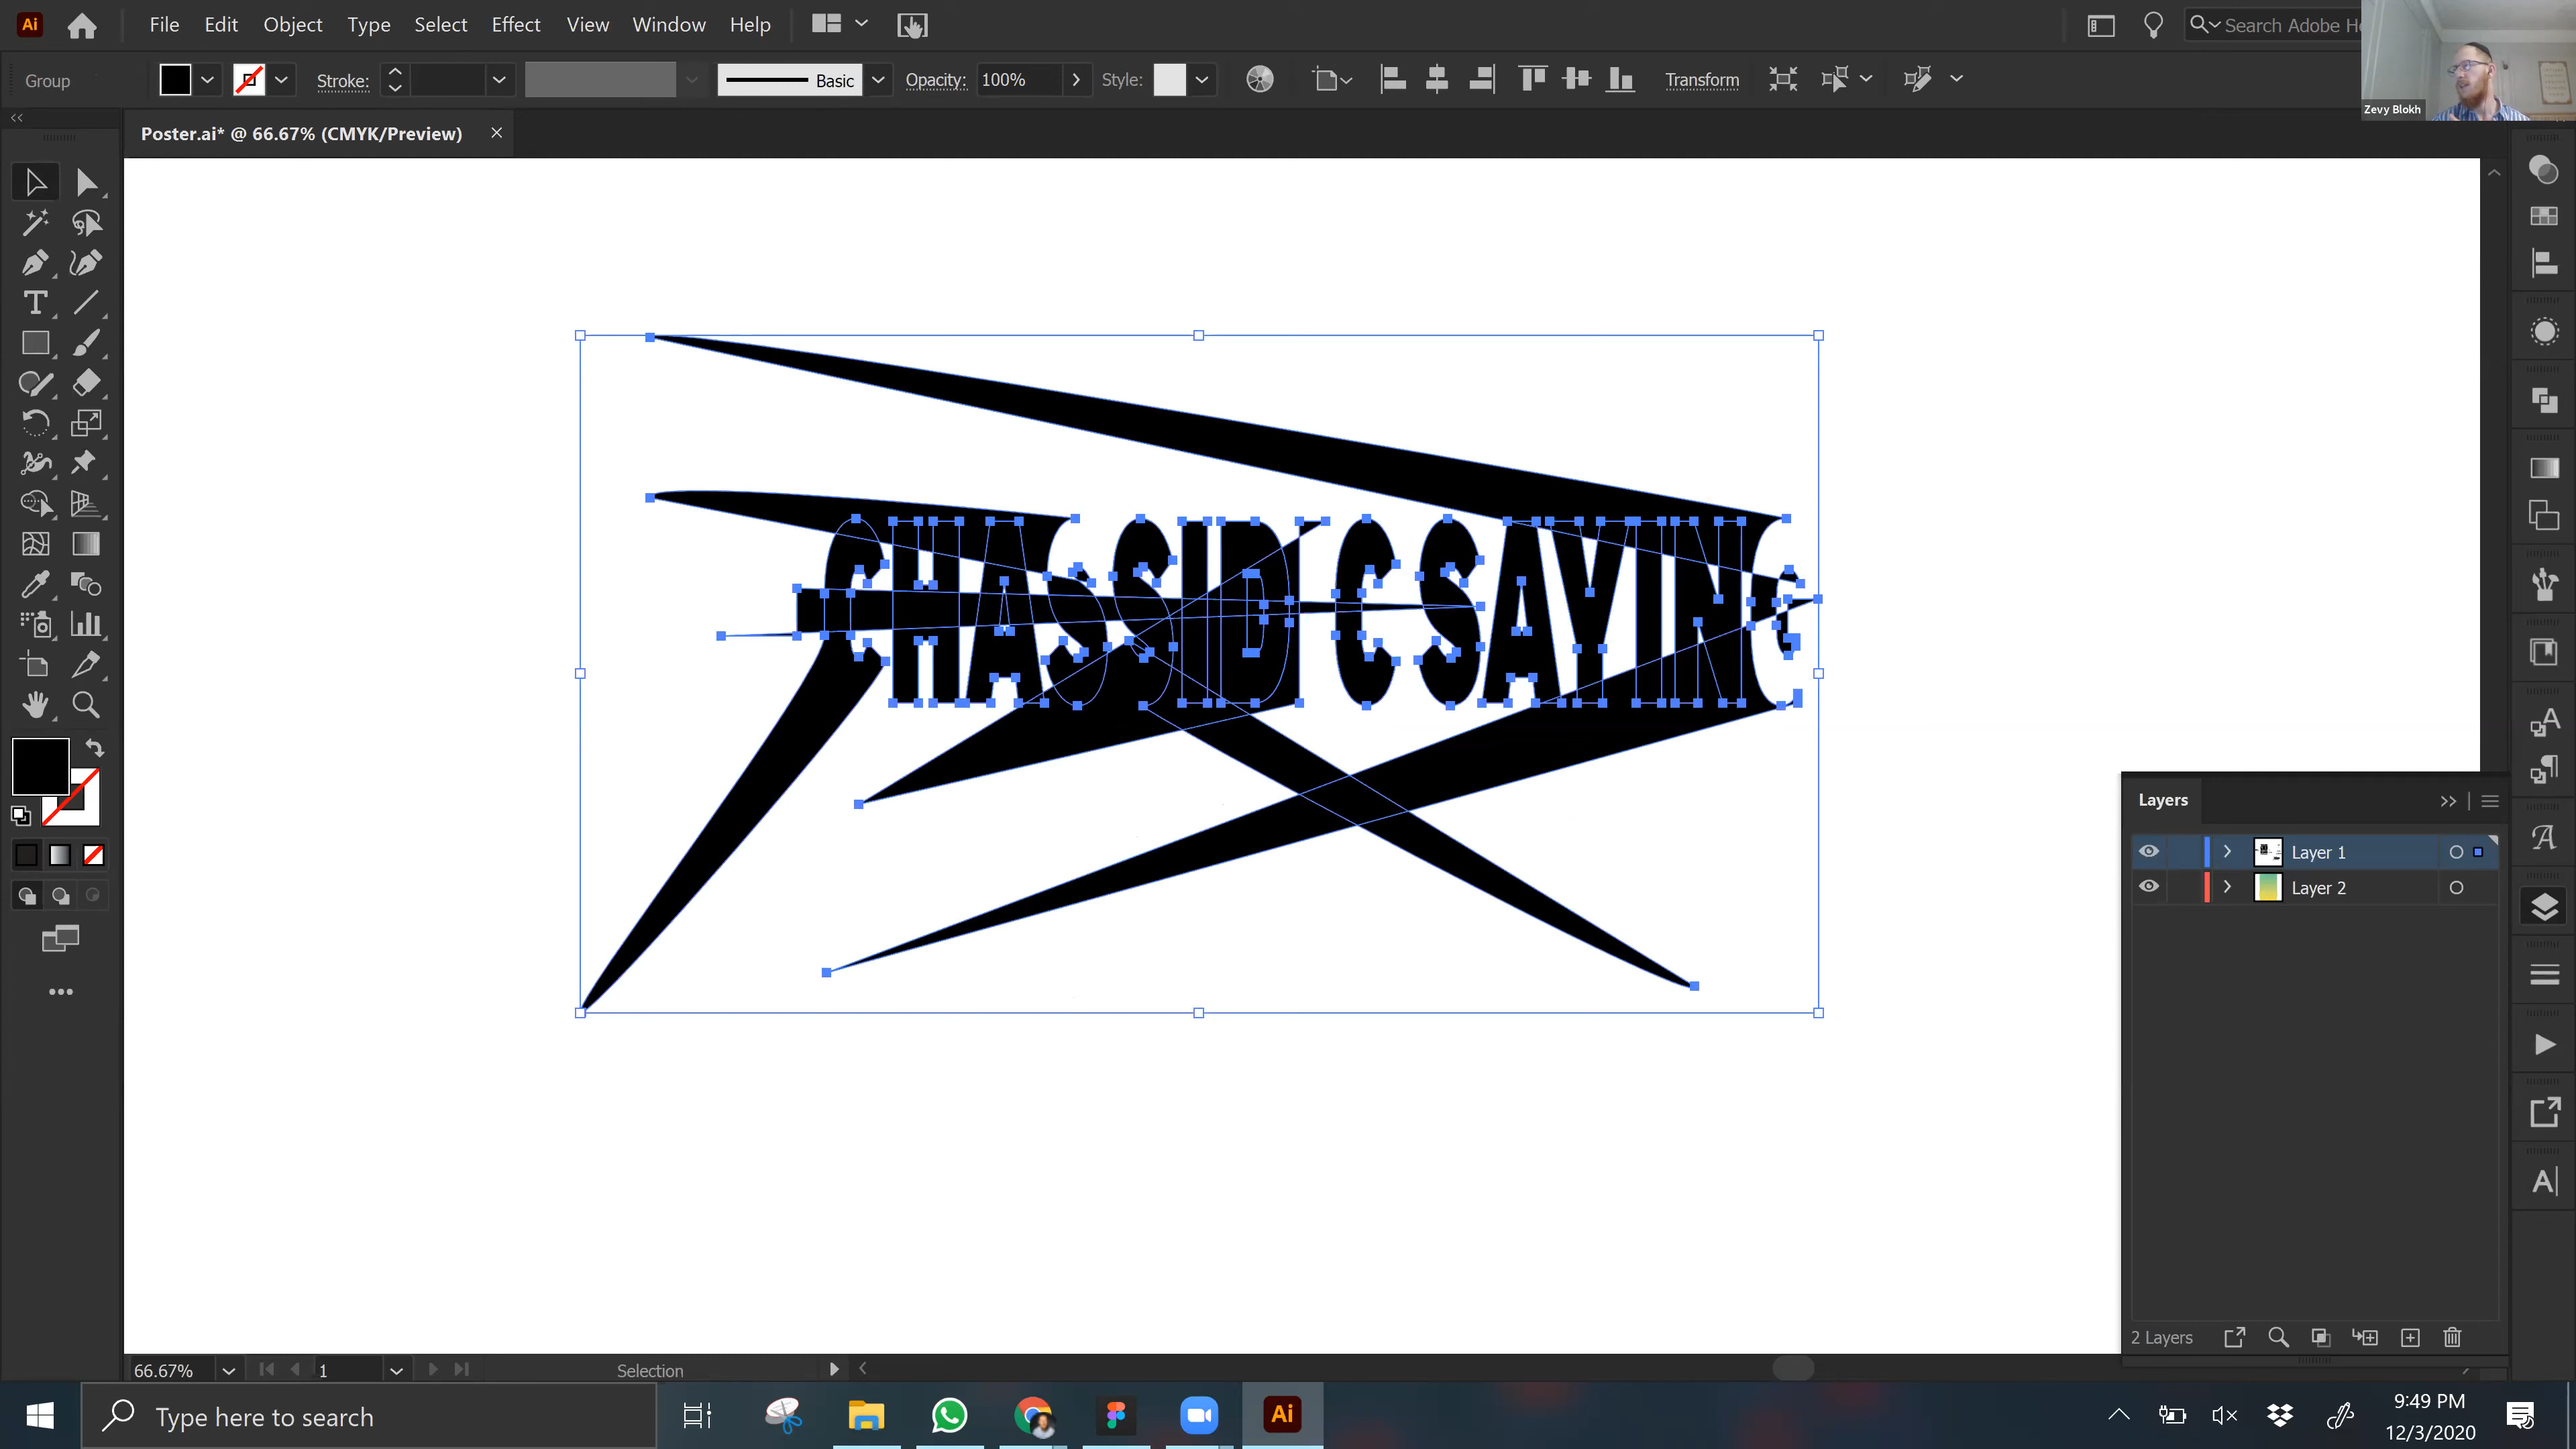 Ai File Edit Object Type Select Effect View Window Help Search Adobe He
Group Stroke: Basic Opacity: 100% Style: Transform
Zevy Blokh
Poster.ai* @ 66.67% (CMYK/Preview) ×
CHASSIDIC SAYING
Layers
Layer 1
Layer 2
2 Layers
66.67% 1 Selection
Type here to search
Ai
9:49 PM
12/3/2020